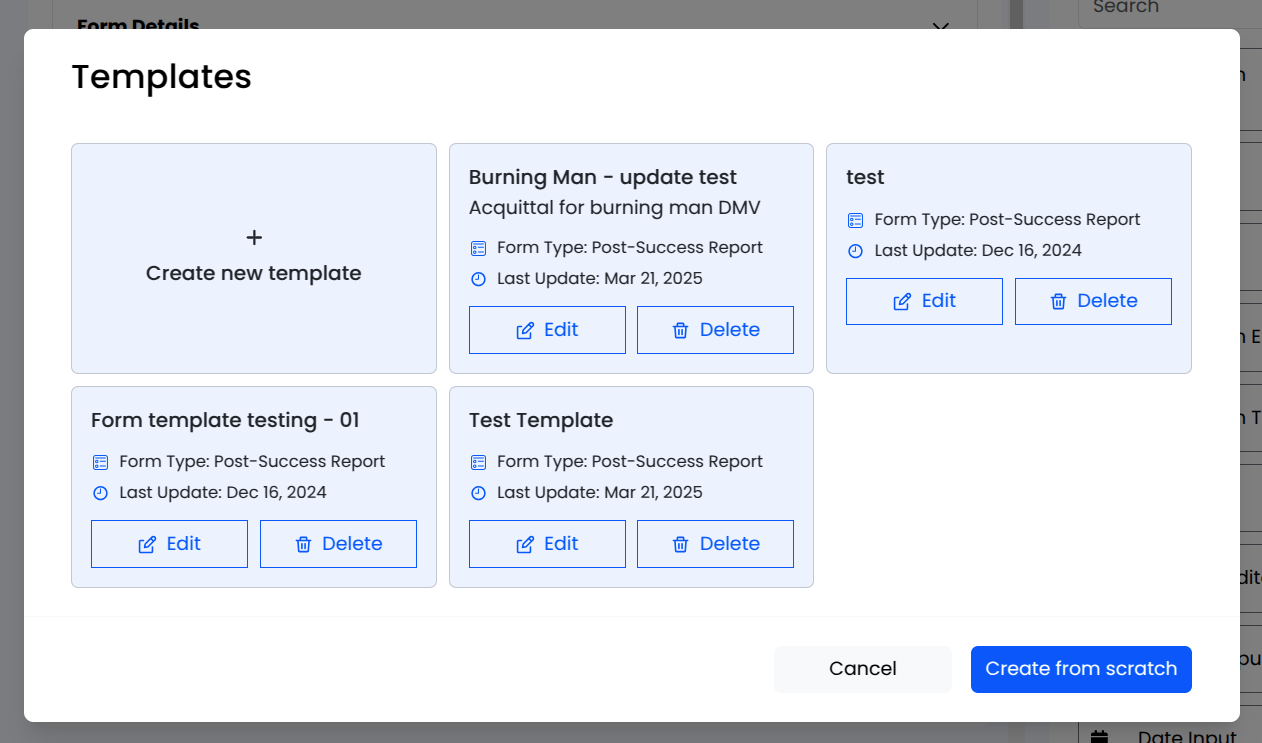 Form Details
Search
Templates
Create new template
Burning Man - update test
Acquittal for burning man DMV
Form Type: Post-Success Report
Last Update: Mar 21, 2025
Edit
Delete
test
Form Type: Post-Success Report
Last Update: Dec 16, 2024
Edit
Delete
Form template testing - 01
Form Type: Post-Success Report
Last Update: Dec 16, 2024
Edit
Delete
Test Template
Form Type: Post-Success Report
Last Update: Mar 21, 2025
Edit
Delete
Cancel
Create from scratch
Date Input